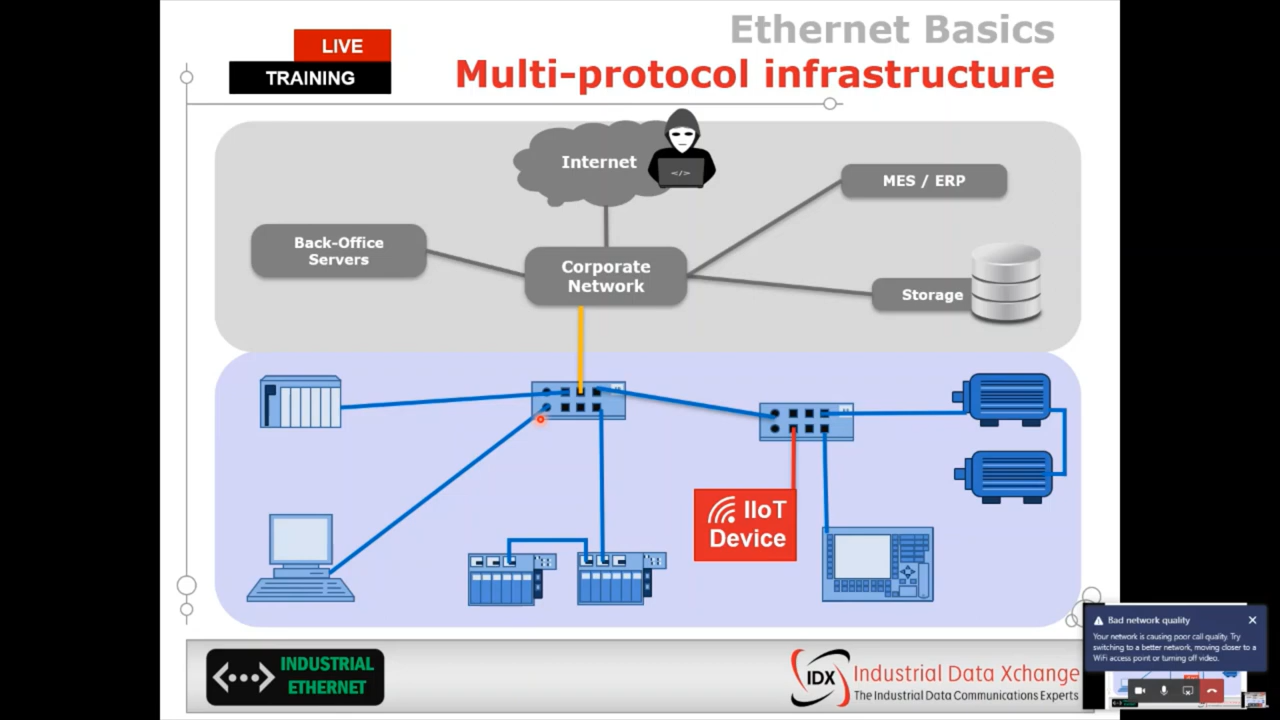 Ethernet Basics
LIVE
TRAINING
Multi-protocol infrastructure
Internet
</>
MES / ERP
Back-Office
Servers
Corporate
Network
Storage
IIoT
Device
Bad network quality
Your network is causing poor call quality. Try
switching to a better network, moving closer to a
WiFi access point or turning off video.
INDUSTRIAL
ETHERNET
IDX
Industrial Data Xchange
The Industrial Data Communications Experts